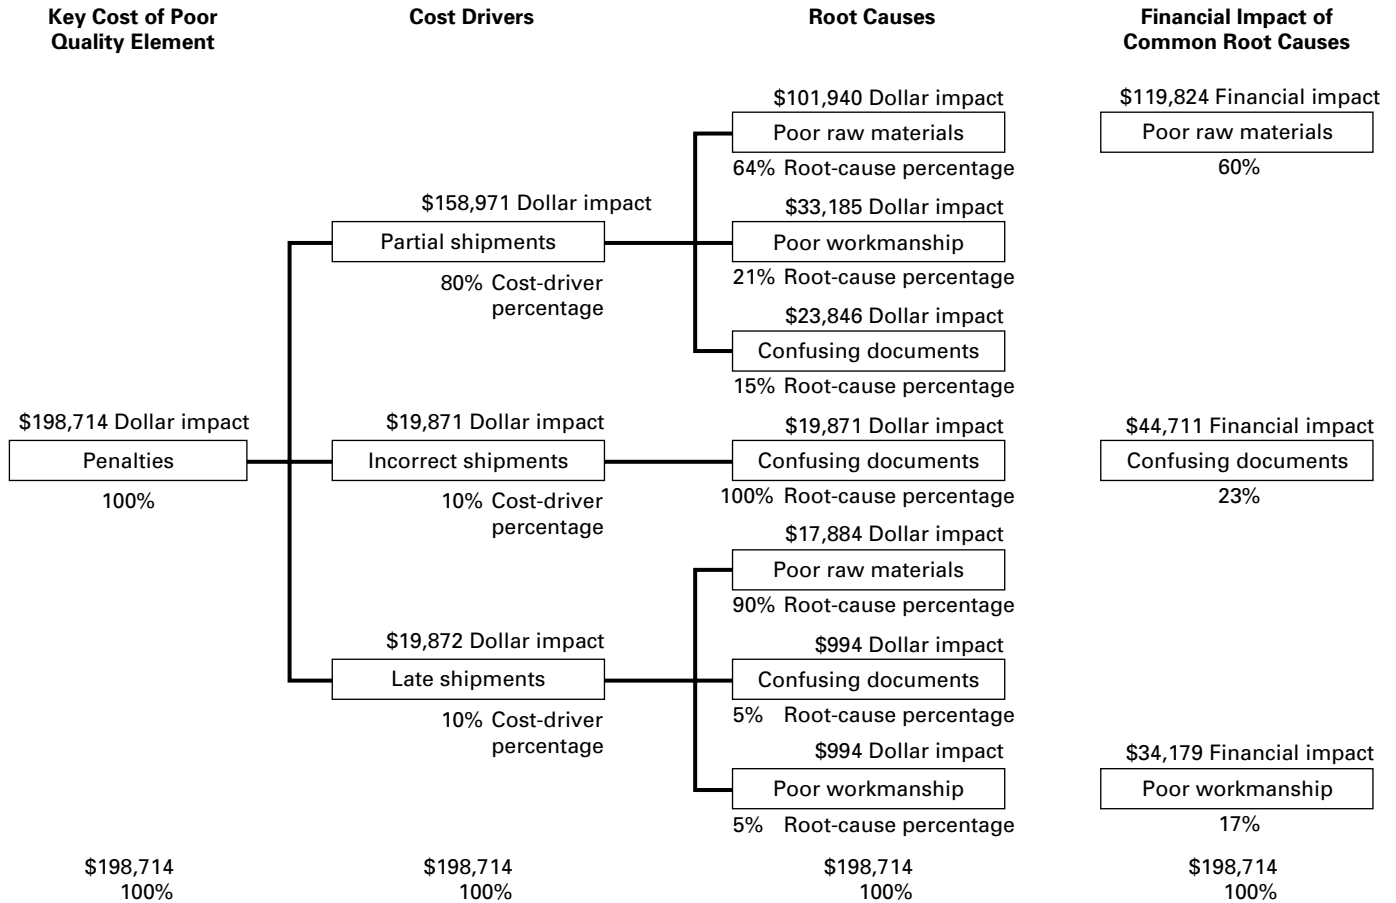 Key Cost of Poor
Quality Element
Cost Drivers
Root Causes
Financial Impact of
Common Root Causes
$101,940 Dollar impact
Poor raw materials
64% Root-cause percentage
$119,824 Financial impact
Poor raw materials
60%
$158,971 Dollar impact
Partial shipments
80% Cost-driver
percentage
$33,185 Dollar impact
Poor workmanship
21% Root-cause percentage
$23,846 Dollar impact
Confusing documents
15% Root-cause percentage
$198,714 Dollar impact
Penalties
100%
$19,871 Dollar impact
Incorrect shipments
10% Cost-driver
percentage
$19,871 Dollar impact
Confusing documents
100% Root-cause percentage
$44,711 Financial impact
Confusing documents
23%
$17,884 Dollar impact
Poor raw materials
90% Root-cause percentage
$19,872 Dollar impact
Late shipments
10% Cost-driver
percentage
$994 Dollar impact
Confusing documents
5% Root-cause percentage
$994 Dollar impact
Poor workmanship
5% Root-cause percentage
$34,179 Financial impact
Poor workmanship
17%
$198,714
100%
$198,714
100%
$198,714
100%
$198,714
100%